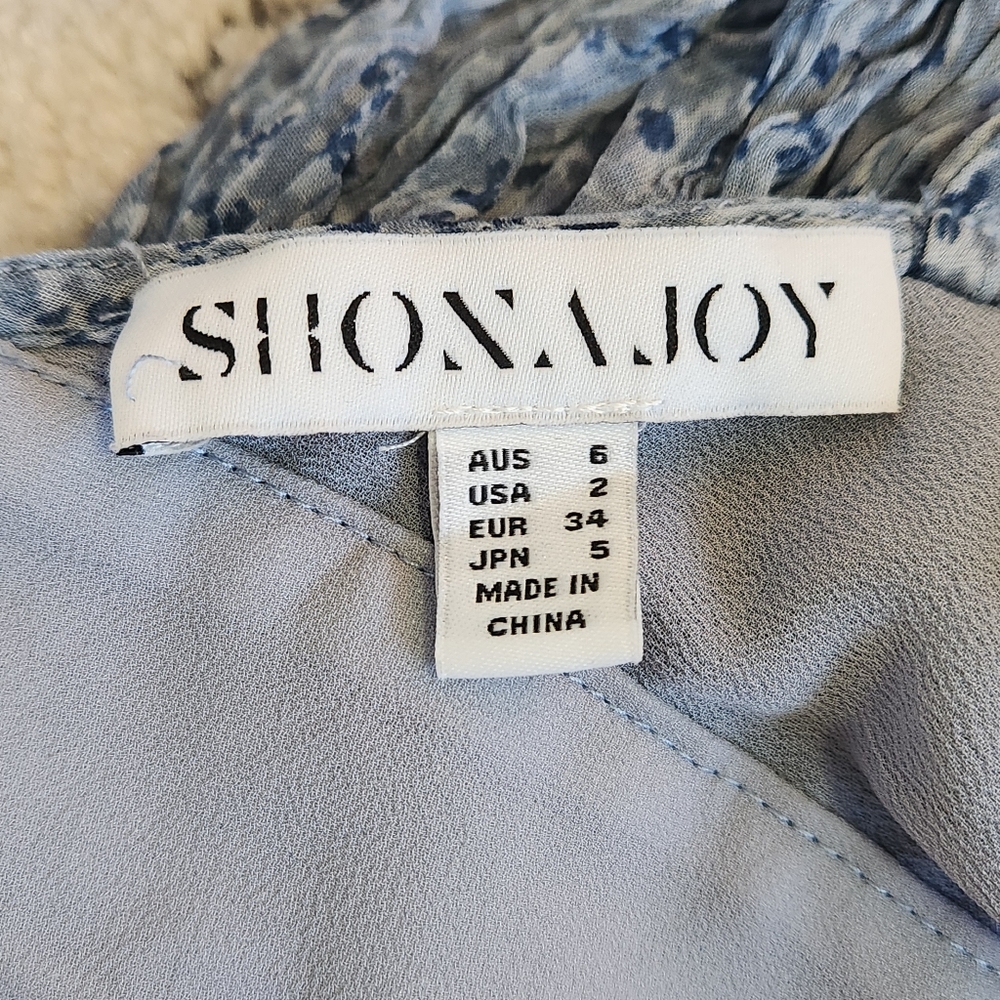 SHONA JOY
AUS 6
USA 2
EUR 34
JPN 5
MADE IN
CHINA